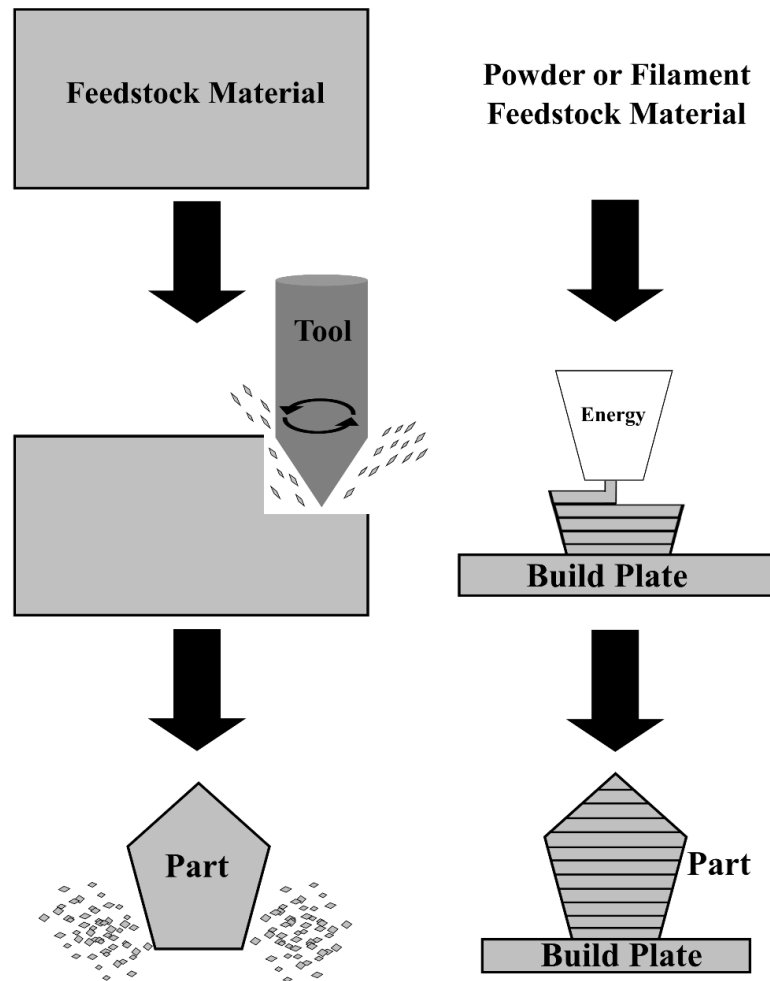 Feedstock Material
Powder or Filament
Feedstock Material
Tool
Energy
Build Plate
Part
Part
Build Plate